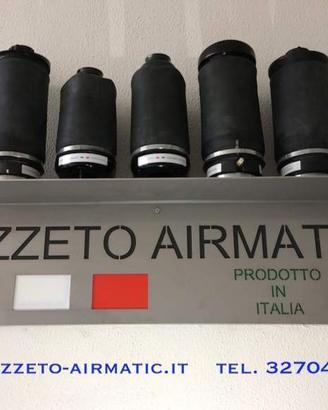 ZZETO AIRMAT
PRODOTTO
IN
ITALIA
ZZETO-AIRMATIC.IT TEL. 32704